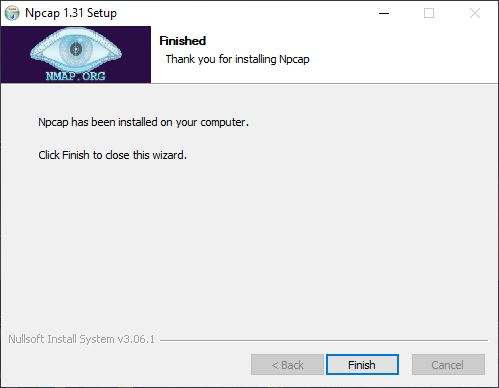 Npcap 1.31 Setup
NMAP.ORG
Finished
Thank you for installing Npcap
Npcap has been installed on your computer.
Click Finish to close this wizard.
Nullsoft Install System v3.06.1
< Back
Finish
Cancel